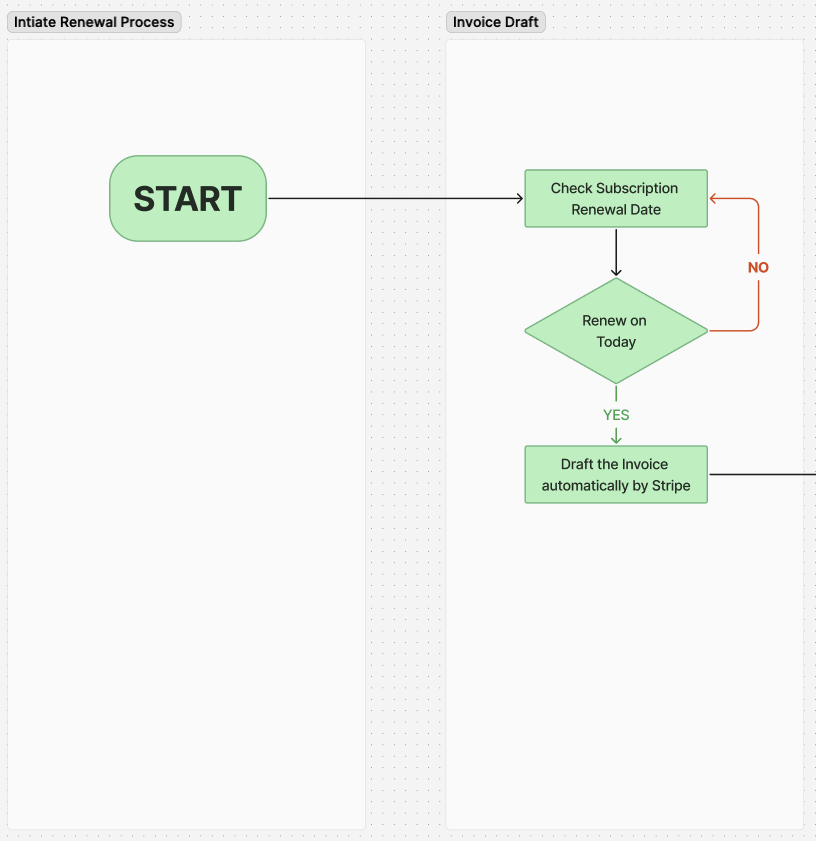 Intiate Renewal Process
Invoice Draft
START
Check Subscription
Renewal Date
NO
Renew on
Today
YES
Draft the Invoice
automatically by Stripe